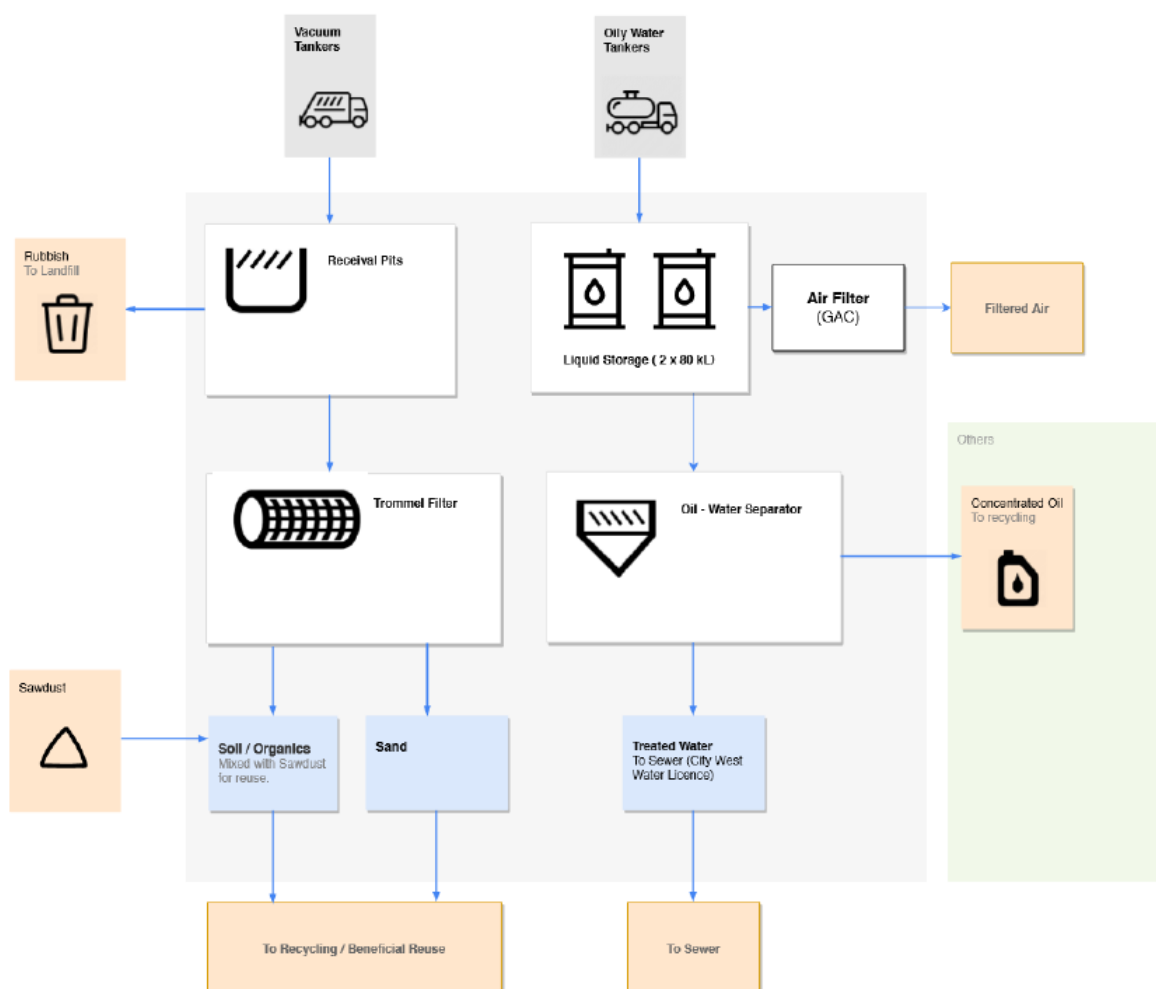 Vacuum
Tankers
Oily Water
Tankers
Rubbish
To Landfill
Receival Pits
Liquid Storage ( 2 x 80 kL)
Air Filter
(GAC)
Filtered Air
Others
Trommel Filter
Oil - Water Separator
Concentrated Oil
To recycling
Sawdust
Soil / Organics
Mixed with Sawdust
for reuse.
Sand
Treated Water
To Sewer (City West
Water Licence)
To Recycling / Beneficial Reuse
To Sewer